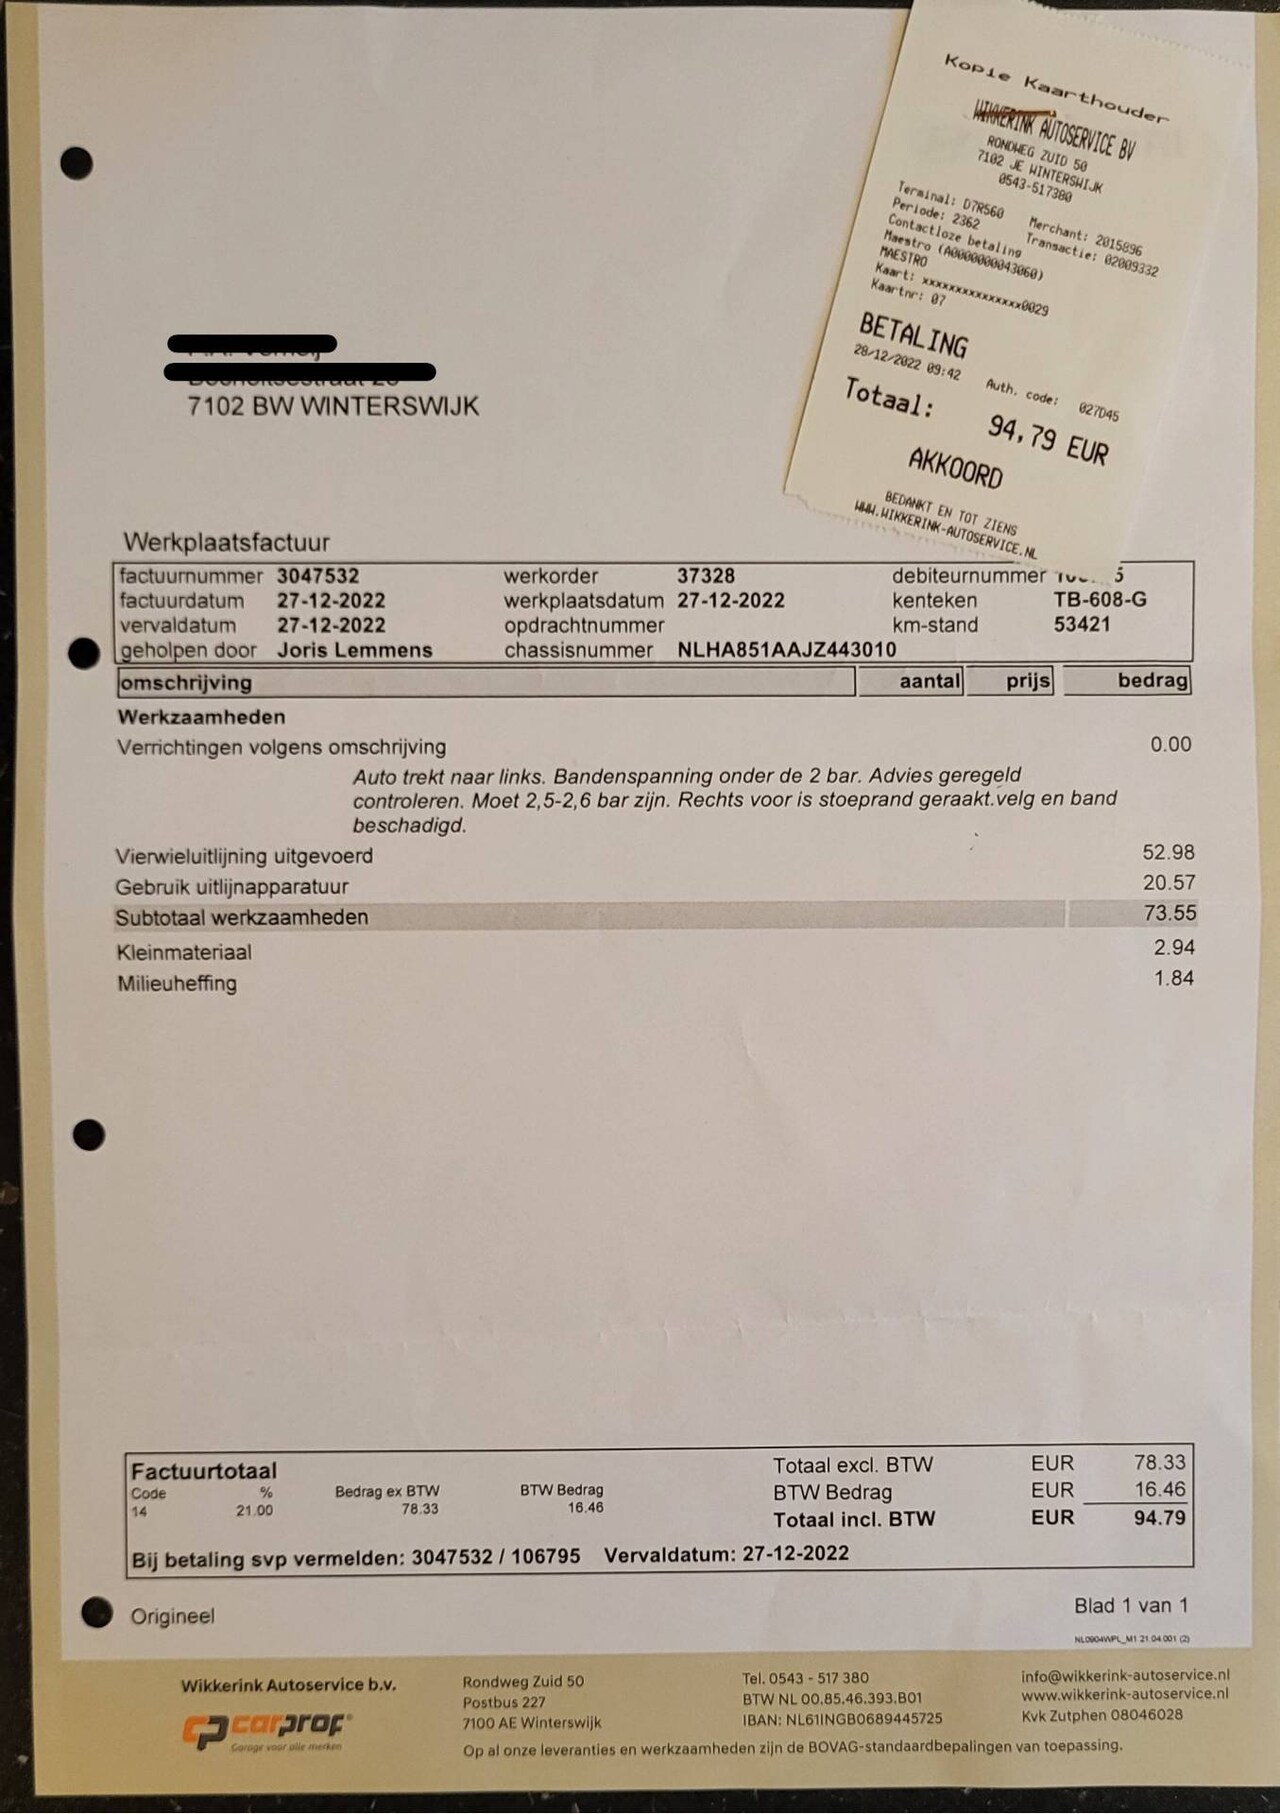 Kopie Kaarthouder
WIKKERINK AUTOSERVICE BV
RONDWEG ZUID 50
7102 JE WINTERSWIJK
0543-517380
Terminal: D7R560 Merchant: 2015896
Periode: 2362 Transactie: 02009332
Contactloze betaling
Maestro (A0000000043060)
MAESTRO
Kaart: xxxxxxxxxxxxxxx0029
Kaartnr: 07
BETALING
28/12/2022 09:42 Auth. code: 027D45
Totaal: 94,79 EUR
AKKOORD
BEDANKT EN TOT ZIENS
WWW.WIKKERINK-AUTOSERVICE.NL
7102 BW WINTERSWIJK
Werkplaatsfactuur
factuurnummer 3047532 werkorder 37328 debiteurnummer
factuurdatum 27-12-2022 werkplaatsdatum 27-12-2022 kenteken TB-608-G
vervaldatum 27-12-2022 opdrachtnummer km-stand 53421
geholpen door Joris Lemmens chassisnummer NLHA851AAJZ443010
omschrijving aantal prijs bedrag
Werkzaamheden
Verrichtingen volgens omschrijving 0.00
Auto trekt naar links. Bandenspanning onder de 2 bar. Advies geregeld
controleren. Moet 2,5-2,6 bar zijn. Rechts voor is stoeprand geraakt.velg en band
beschadigd.
Vierwieluitlijning uitgevoerd 52.98
Gebruik uitlijnapparatuur 20.57
Subtotaal werkzaamheden 73.55
Kleinmateriaal 2.94
Milieuheffing 1.84
Factuurtotaal Totaal excl. BTW EUR 78.33
Code % Bedrag ex BTW BTW Bedrag BTW Bedrag EUR 16.46
14 21.00 78.33 16.46 Totaal incl. BTW EUR 94.79
Bij betaling svp vermelden: 3047532 / 106795 Vervaldatum: 27-12-2022
Origineel Blad 1 van 1
NL0904WPL_M1 21.04.001 (2)
Wikkerink Autoservice b.v. Rondweg Zuid 50 Tel. 0543 - 517 380 info@wikkerink-autoservice.nl
Postbus 227 BTW NL 00.85.46.393.B01 www.wikkerink-autoservice.nl
7100 AE Winterswijk IBAN: NL61INGB0689445725 Kvk Zutphen 08046028
cp carprof
Garage voor alle merken
Op al onze leveranties en werkzaamheden zijn de BOVAG-standaardbepalingen van toepassing.